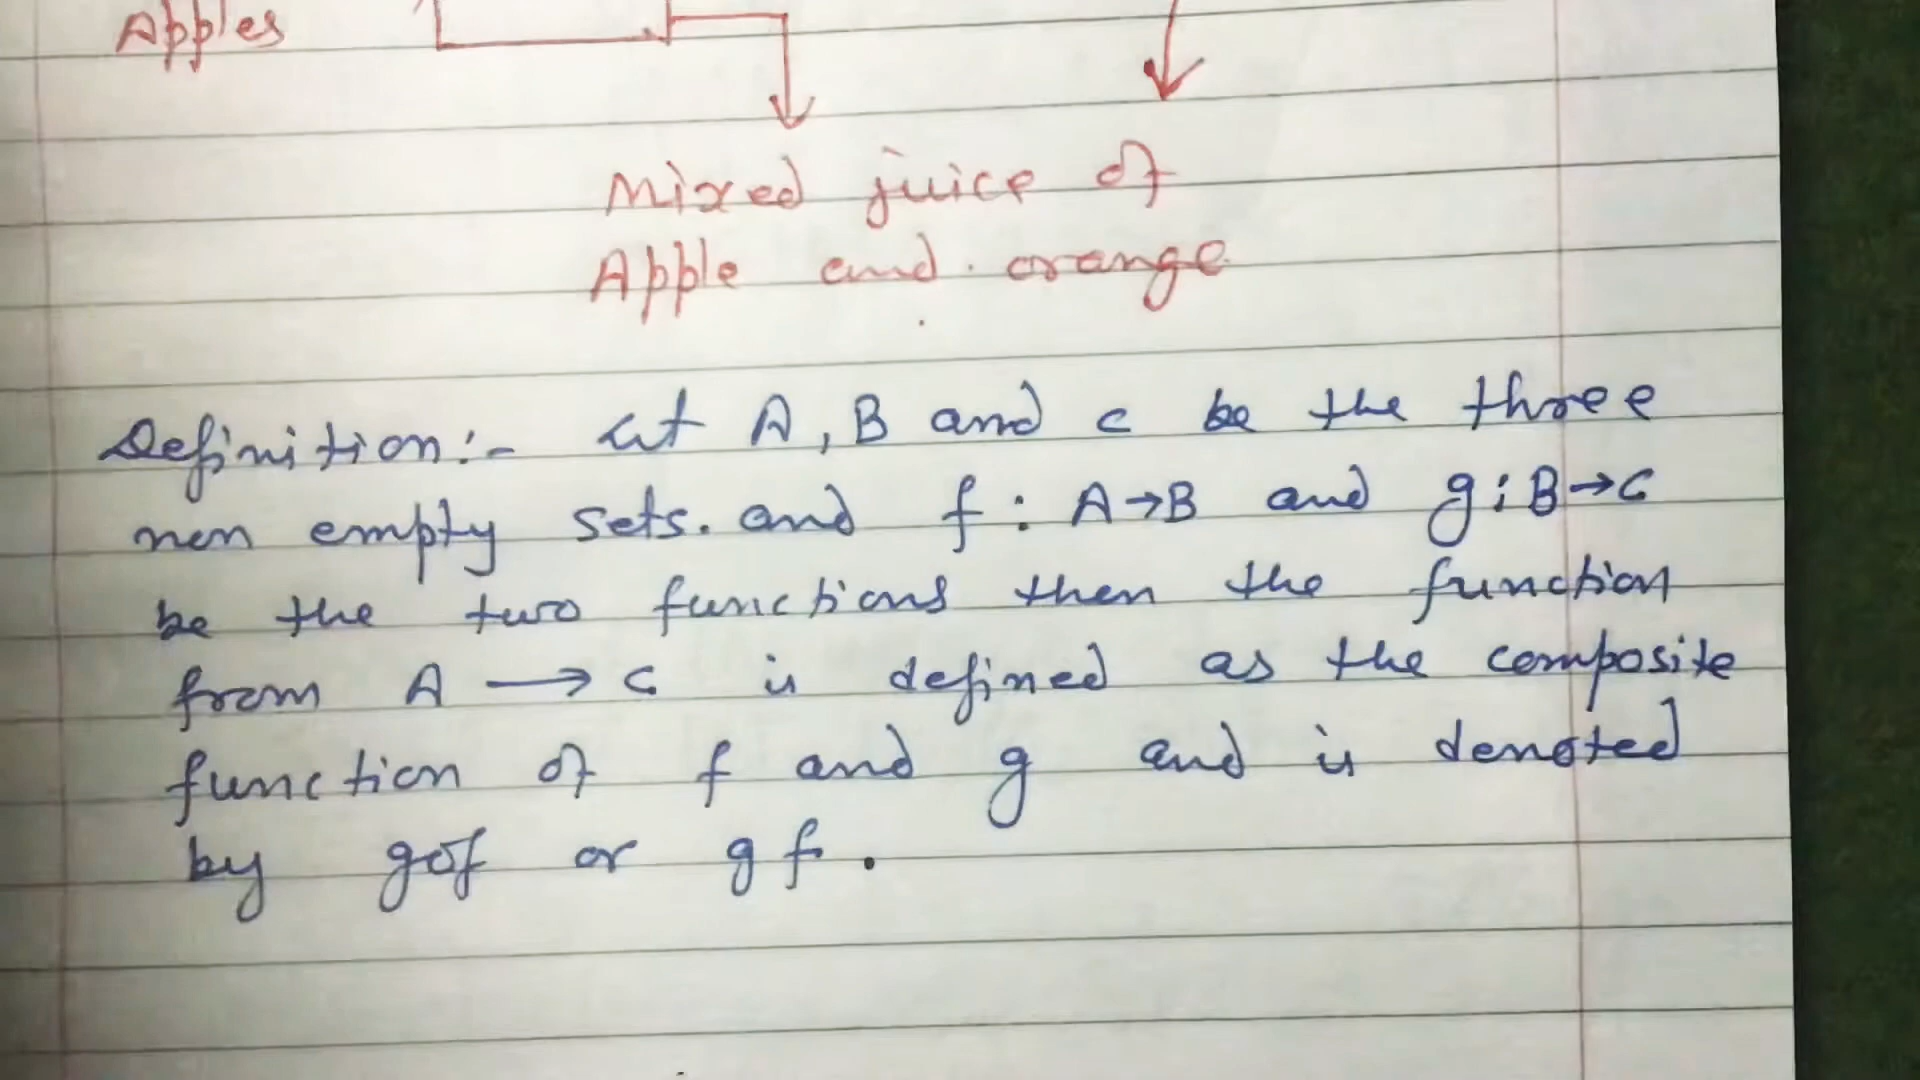 Apples
Mixed juice of
Apple and orange
Definition:- Let A, B and C be the three
non empty sets. and f : A→B and g : B→C
be the two functions then the function
from A ⟶ C is defined as the composite
function of f and g and is denoted
by gof or gf.